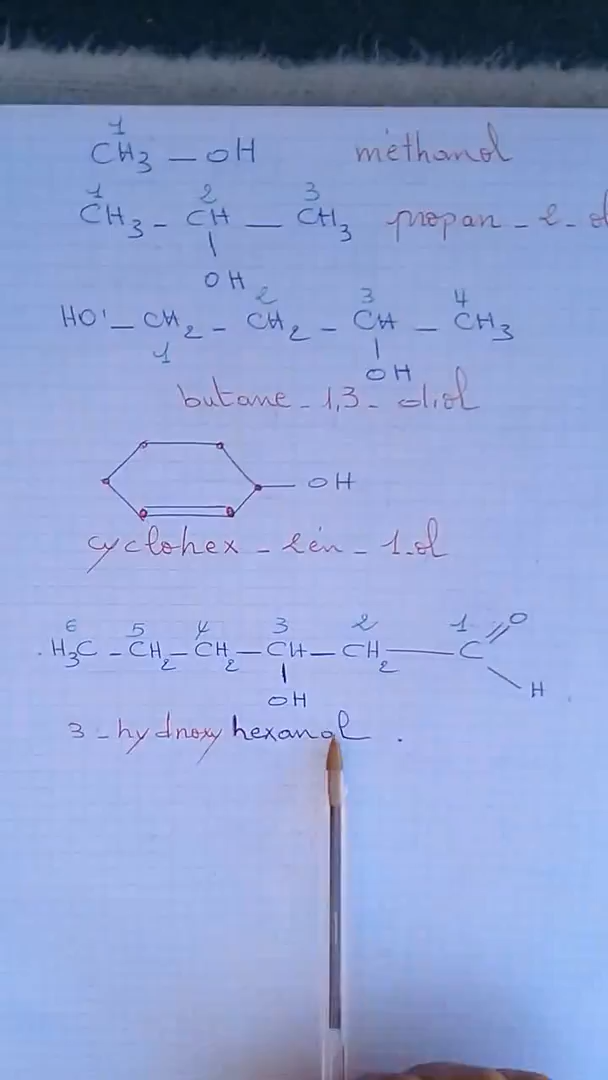 1
CH3 – OH méthanol
1 2 3
CH3 – CH – CH3 propan – 2 –
OH
2 3 4
HO – CH2 – CH2 – CH – CH3
1
OH
butane – 1,3 – diol
OH
cyclohex – 2én – 1.ol
6 5 4 3 2 1 O
H3C – CH2 – CH2 – CH – CH2 – C
OH H
3 – hydroxy hexanal .